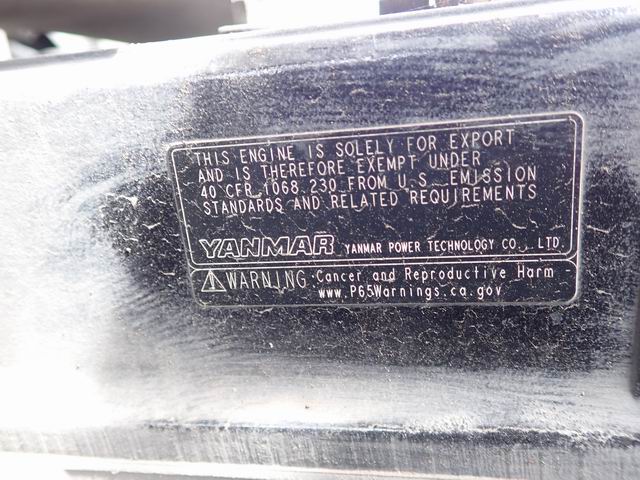 THIS ENGINE IS SOLELY FOR EXPORT
AND IS THEREFORE EXEMPT UNDER
40 CFR 1068.230 FROM U.S. EMISSION
STANDARDS AND RELATED REQUIREMENTS
YANMAR YANMAR POWER TECHNOLOGY CO., LTD.
WARNING: Cancer and Reproductive Harm -
www.P65Warnings.ca.gov